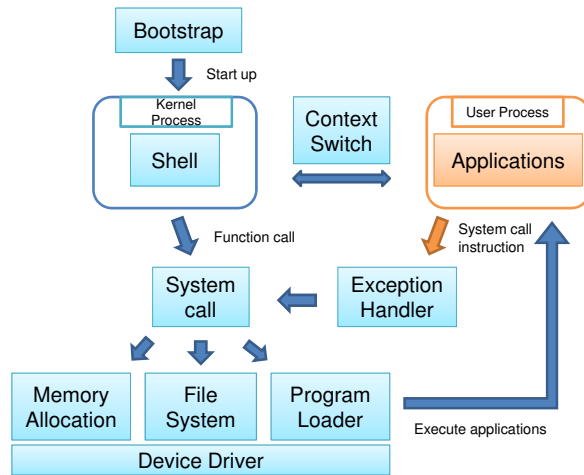 Bootstrap
Start up
Kernel
Process
Shell
Context
Switch
User Process
Applications
Function call
System call
instruction
System
call
Exception
Handler
Memory
Allocation
File
System
Program
Loader
Execute applications
Device Driver